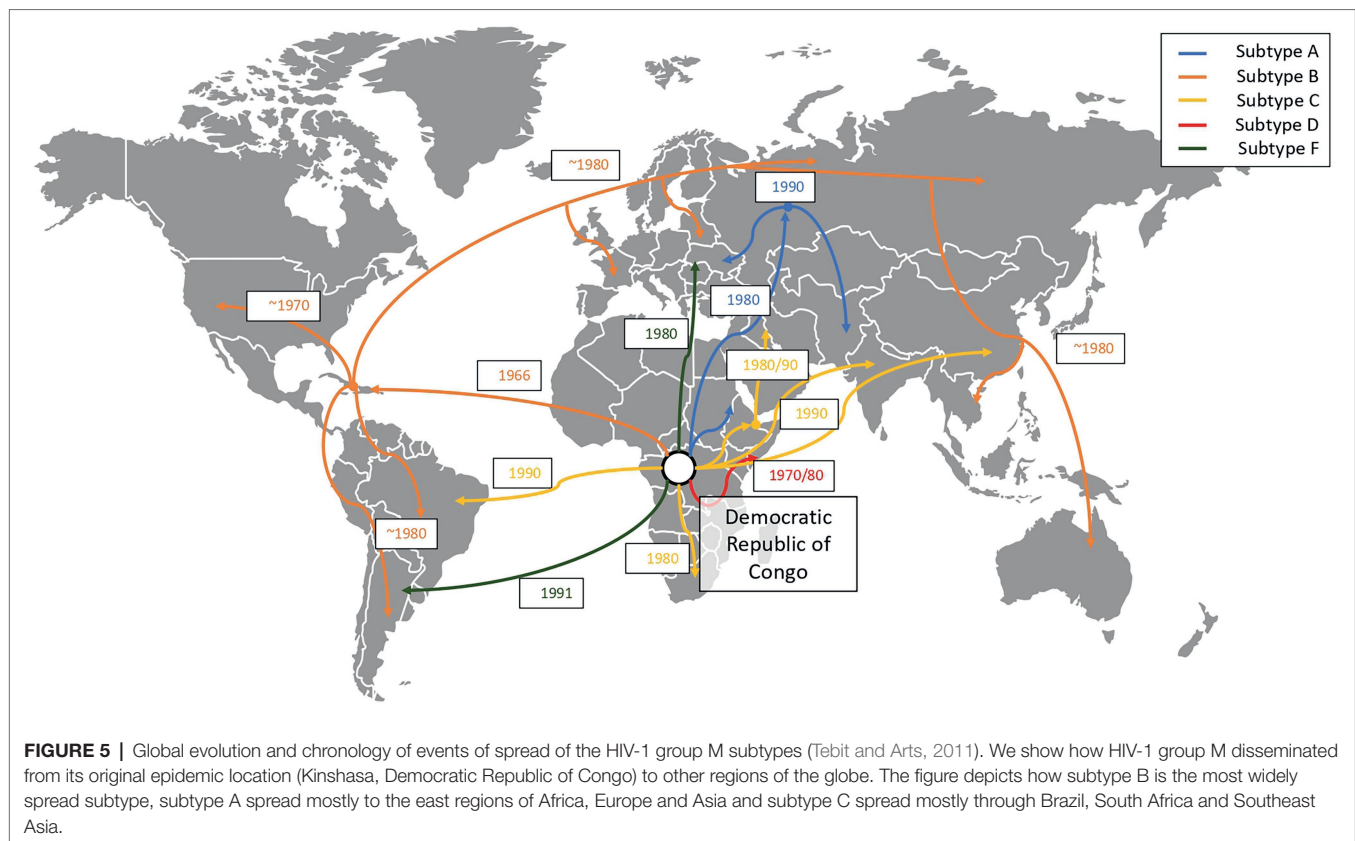 Subtype A
Subtype B
Subtype C
Subtype D
Subtype F
~1980
1990
~1970
1980
1980
~1980
1966
1980/90
1990
1990
1970/80
~1980
Democratic
Republic of
Congo
1980
1991
FIGURE 5 | Global evolution and chronology of events of spread of the HIV-1 group M subtypes (Tebit and Arts, 2011). We show how HIV-1 group M disseminated
from its original epidemic location (Kinshasa, Democratic Republic of Congo) to other regions of the globe. The figure depicts how subtype B is the most widely
spread subtype, subtype A spread mostly to the east regions of Africa, Europe and Asia and subtype C spread mostly through Brazil, South Africa and Southeast
Asia.